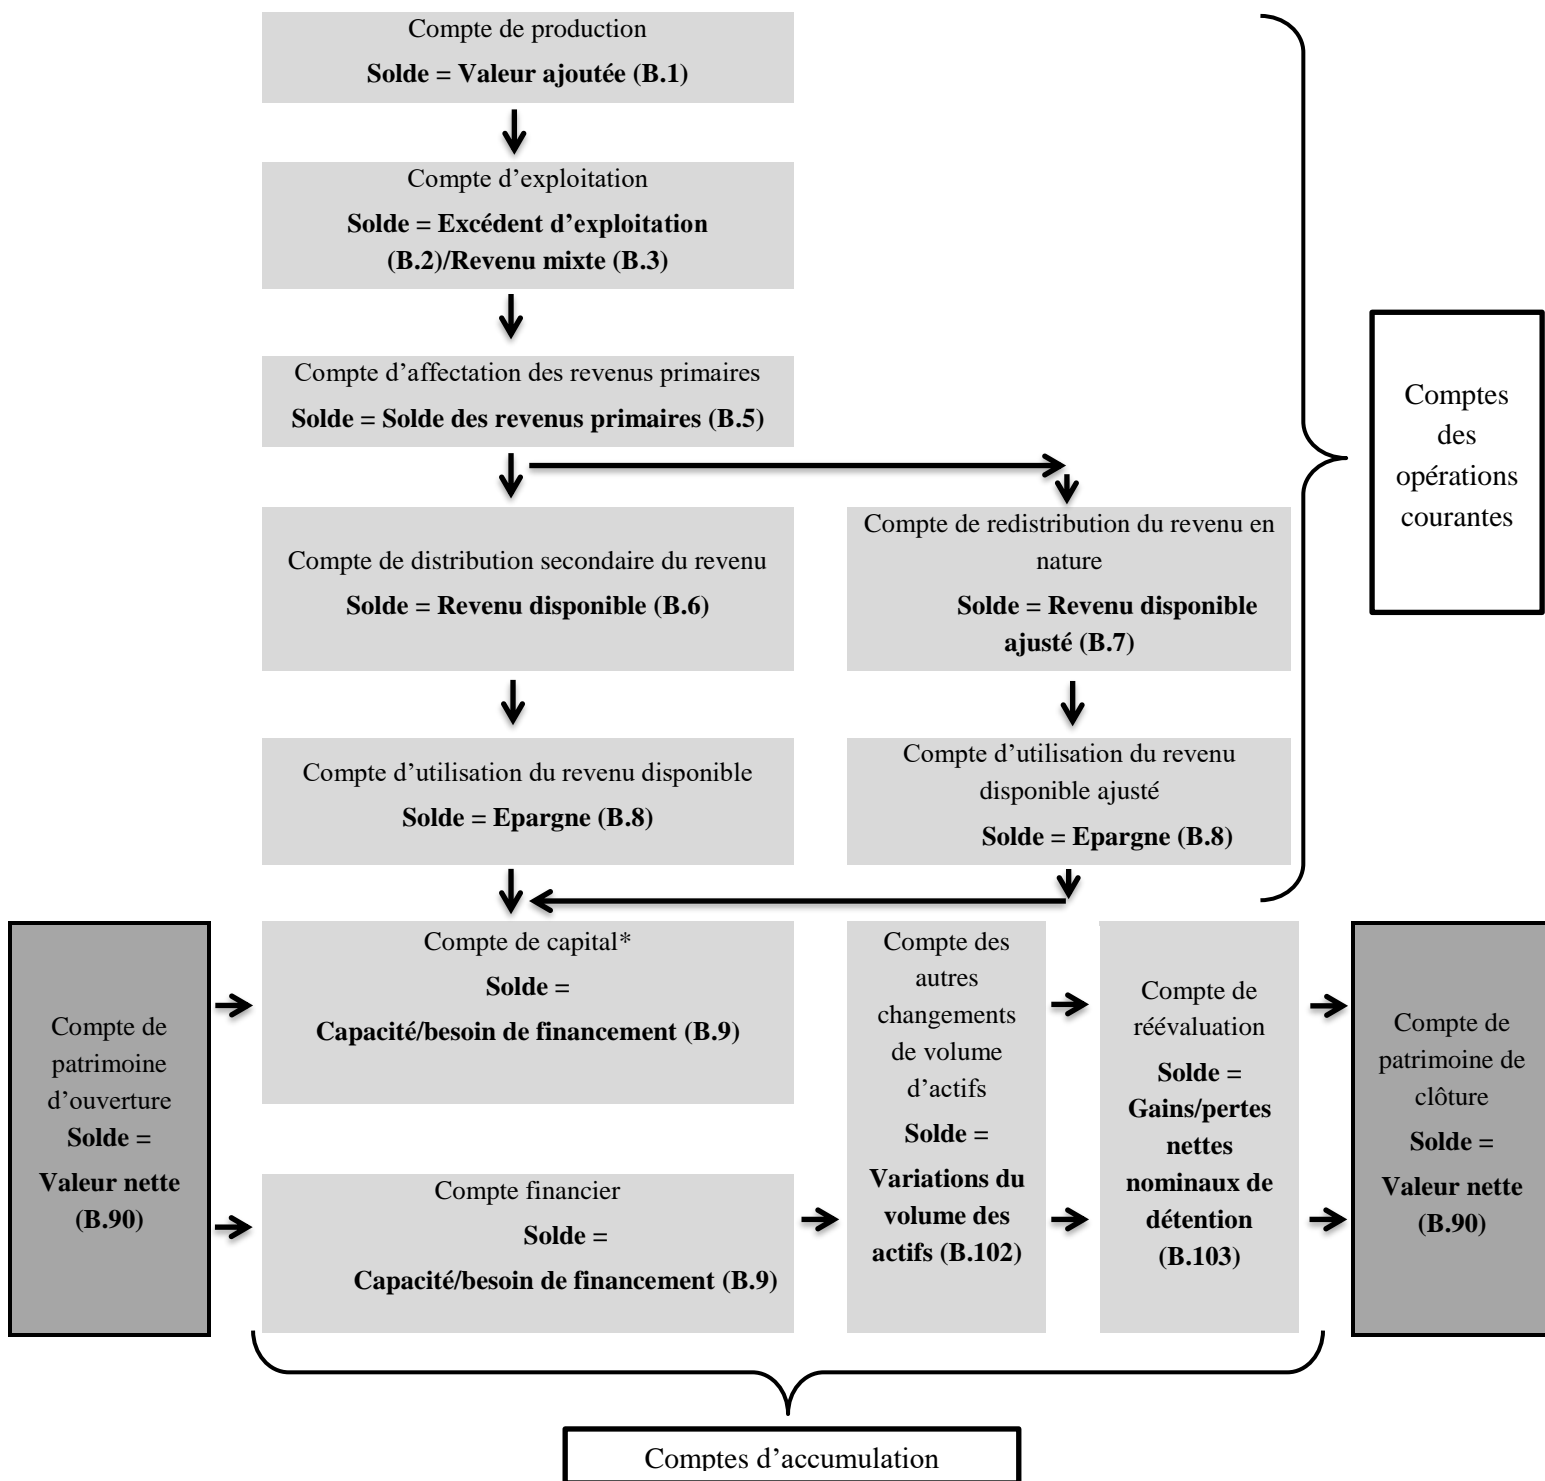 Compte de production
Solde = Valeur ajoutée (B.1)
Compte d’exploitation
Solde = Excédent d’exploitation
(B.2)/Revenu mixte (B.3)
Compte d’affectation des revenus primaires
Solde = Solde des revenus primaires (B.5)
Comptes
des
opérations
courantes
Compte de distribution secondaire du revenu
Solde = Revenu disponible (B.6)
Compte de redistribution du revenu en
nature
Solde = Revenu disponible
ajusté (B.7)
Compte d’utilisation du revenu disponible
Solde = Epargne (B.8)
Compte d’utilisation du revenu
disponible ajusté
Solde = Epargne (B.8)
Compte de
patrimoine
d’ouverture
Solde =
Valeur nette
(B.90)
Compte de capital*
Solde =
Capacité/besoin de financement (B.9)
Compte financier
Solde =
Capacité/besoin de financement (B.9)
Compte des
autres
changements
de volume
d’actifs
Solde =
Variations du
volume des
actifs (B.102)
Compte de
réévaluation
Solde =
Gains/pertes
nettes
nominaux de
détention
(B.103)
Compte de
patrimoine de
clôture
Solde =
Valeur nette
(B.90)
Comptes d’accumulation